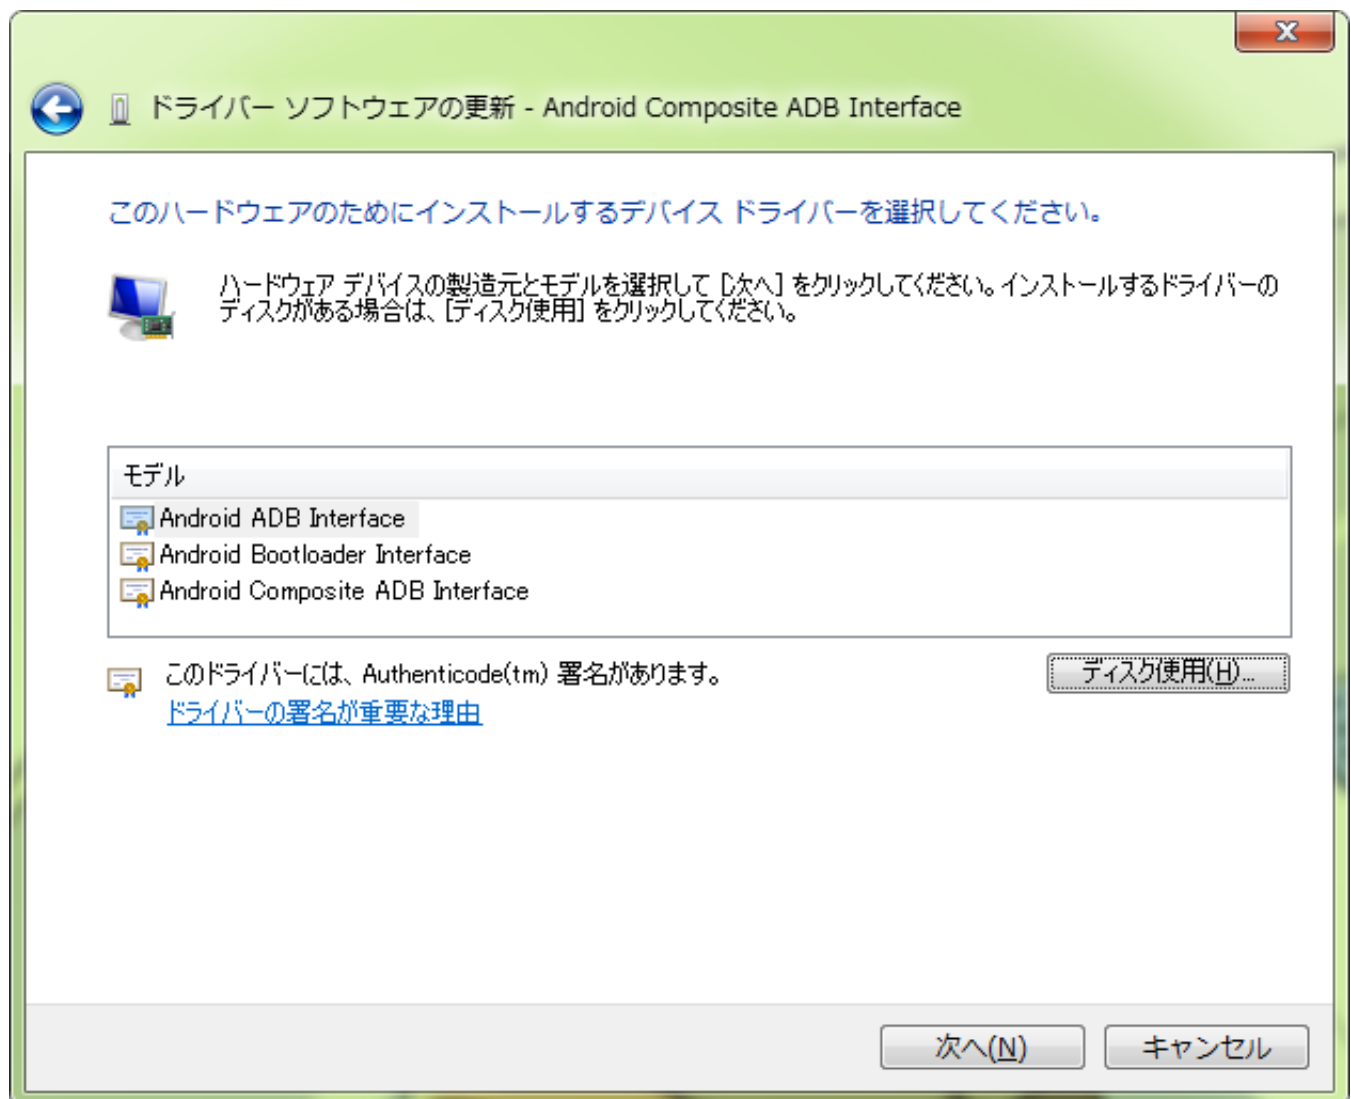 ドライバー ソフトウェアの更新 - Android Composite ADB Interface
このハードウェアのためにインストールするデバイス ドライバーを選択してください。
ハードウェア デバイスの製造元とモデルを選択して [次へ] をクリックしてください。インストールするドライバーの
ディスクがある場合は、[ディスク使用] をクリックしてください。
モデル
Android ADB Interface
Android Bootloader Interface
Android Composite ADB Interface
このドライバーには、Authenticode(tm) 署名があります。
ディスク使用(H)...
ドライバーの署名が重要な理由
次へ(N)
キャンセル